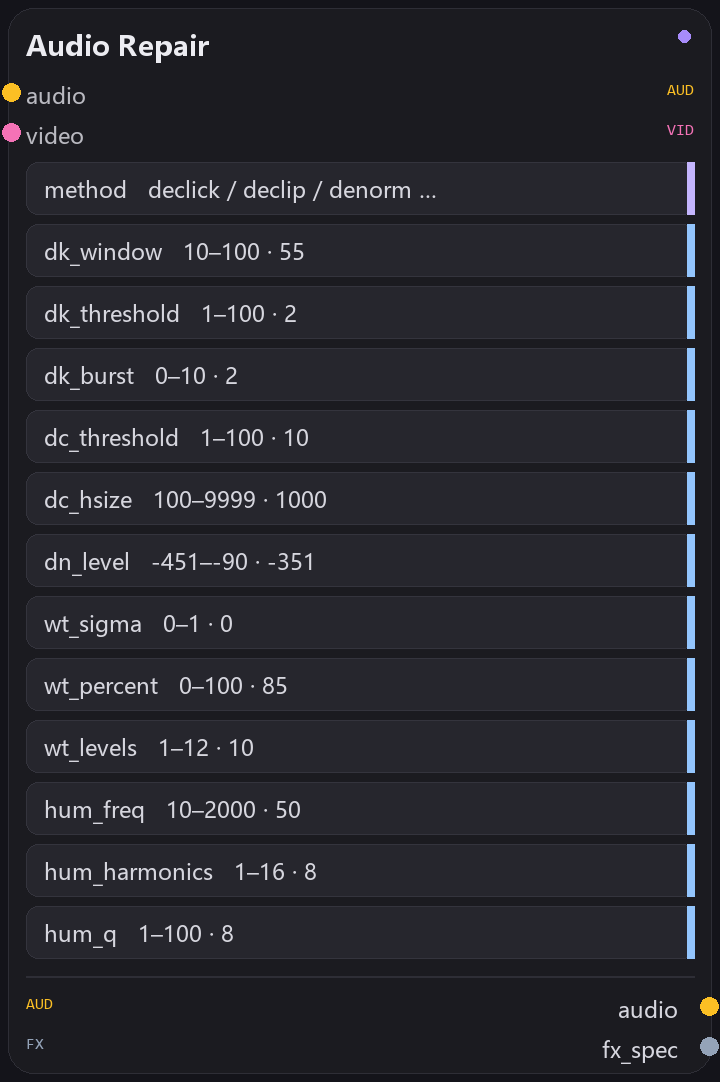 Audio Repair
audio AUD
video VID
method declick / declip / denorm ...
dk_window 10–100 · 55
dk_threshold 1–100 · 2
dk_burst 0–10 · 2
dc_threshold 1–100 · 10
dc_hsize 100–9999 · 1000
dn_level -451–-90 · -351
wt_sigma 0–1 · 0
wt_percent 0–100 · 85
wt_levels 1–12 · 10
hum_freq 10–2000 · 50
hum_harmonics 1–16 · 8
hum_q 1–100 · 8
AUD audio
FX fx_spec